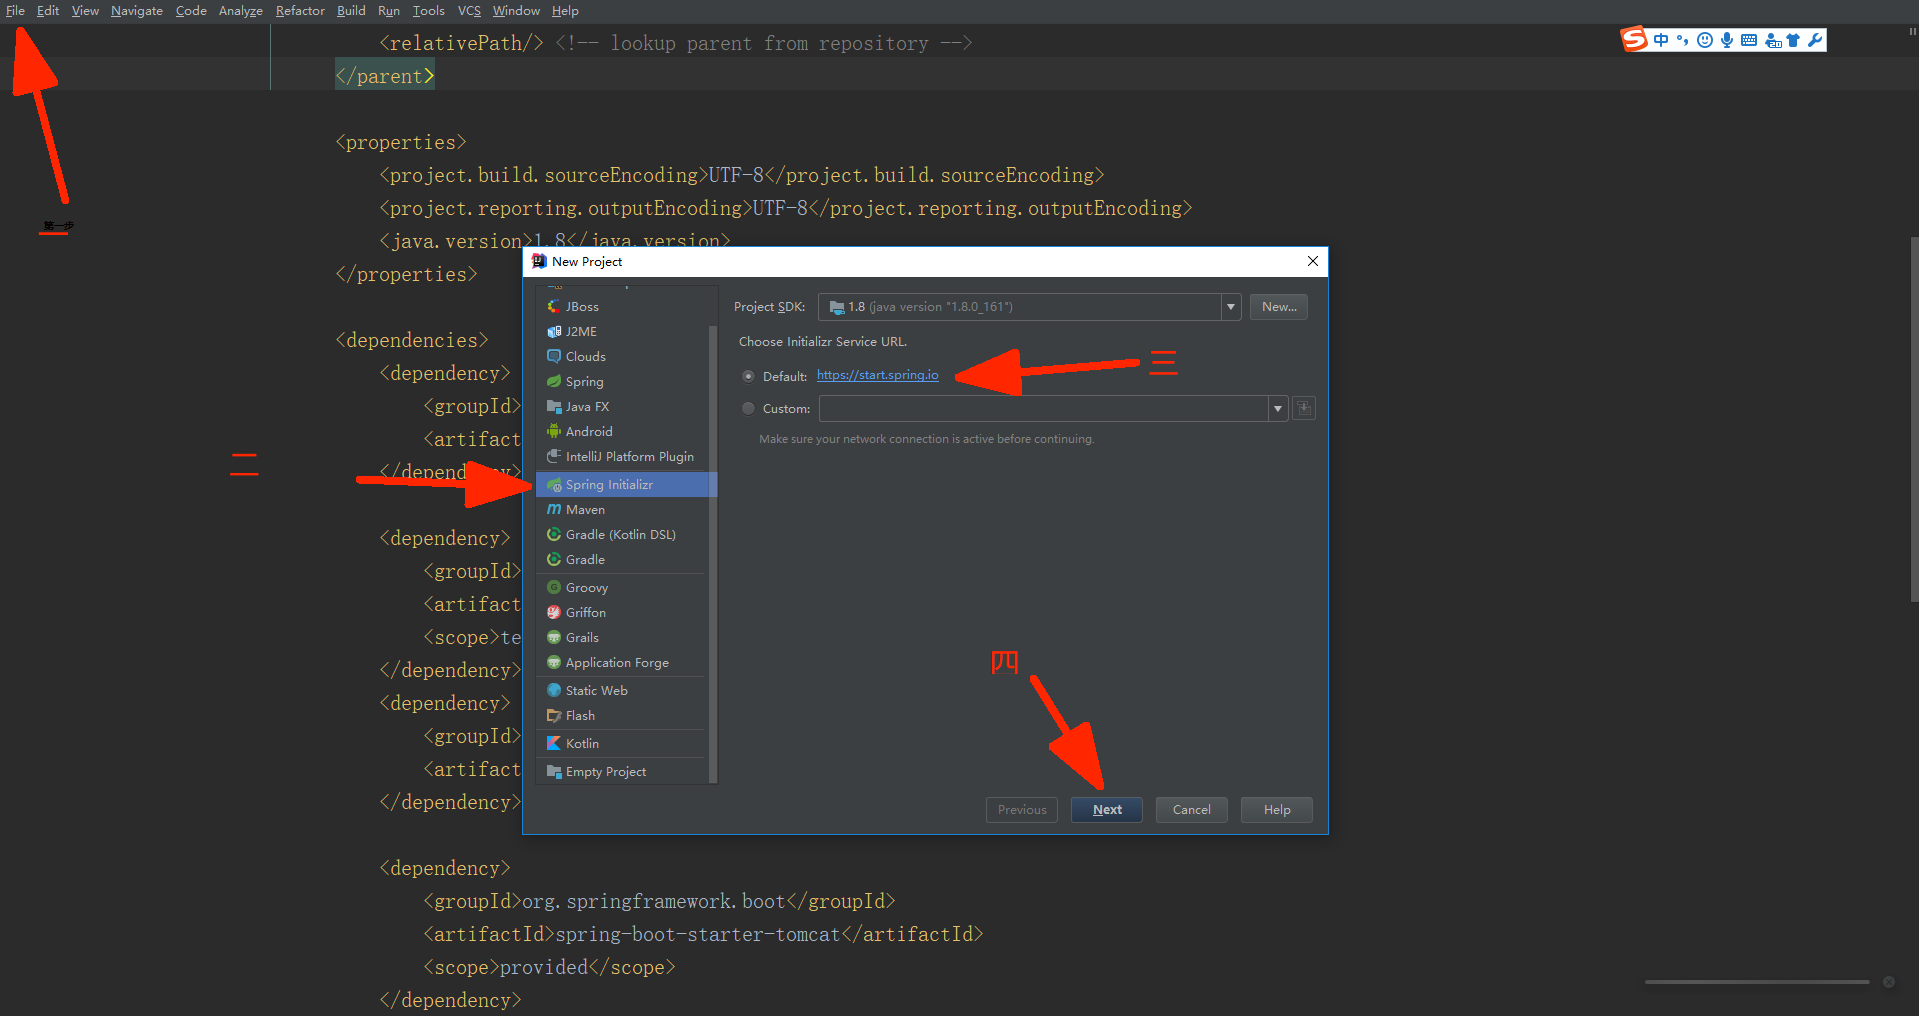 File Edit View Navigate Code Analyze Refactor Build Run Tools VCS Window Help
<relativePath/> <!-- lookup parent from repository -->
</parent>
中
第一步
<properties>
<project.build.sourceEncoding>UTF-8</project.build.sourceEncoding>
<project.reporting.outputEncoding>UTF-8</project.reporting.outputEncoding>
<java.version>1.8</java.version>
</properties>
<dependencies>
<dependency>
<groupId>
<artifact
</dependency>
二
<dependency>
<groupId>
<artifact
<scope>te
</dependency>
<dependency>
<groupId>
<artifact
</dependency>
New Project
JBoss
J2ME
Clouds
Spring
Java FX
Android
IntelliJ Platform Plugin
Spring Initializr
Maven
Gradle (Kotlin DSL)
Gradle
Groovy
Griffon
Grails
Application Forge
Static Web
Flash
Kotlin
Empty Project
Project SDK: 1.8 (java version "1.8.0_161") New...
Choose Initializr Service URL.
Default: https://start.spring.io
三
Custom:
Make sure your network connection is active before continuing.
四
Previous Next Cancel Help
<dependency>
<groupId>org.springframework.boot</groupId>
<artifactId>spring-boot-starter-tomcat</artifactId>
<scope>provided</scope>
</dependency>